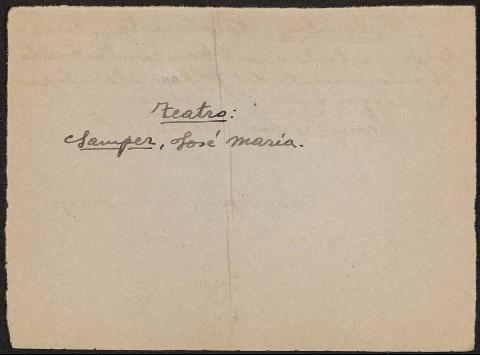 Teatro:
Samper, José María.